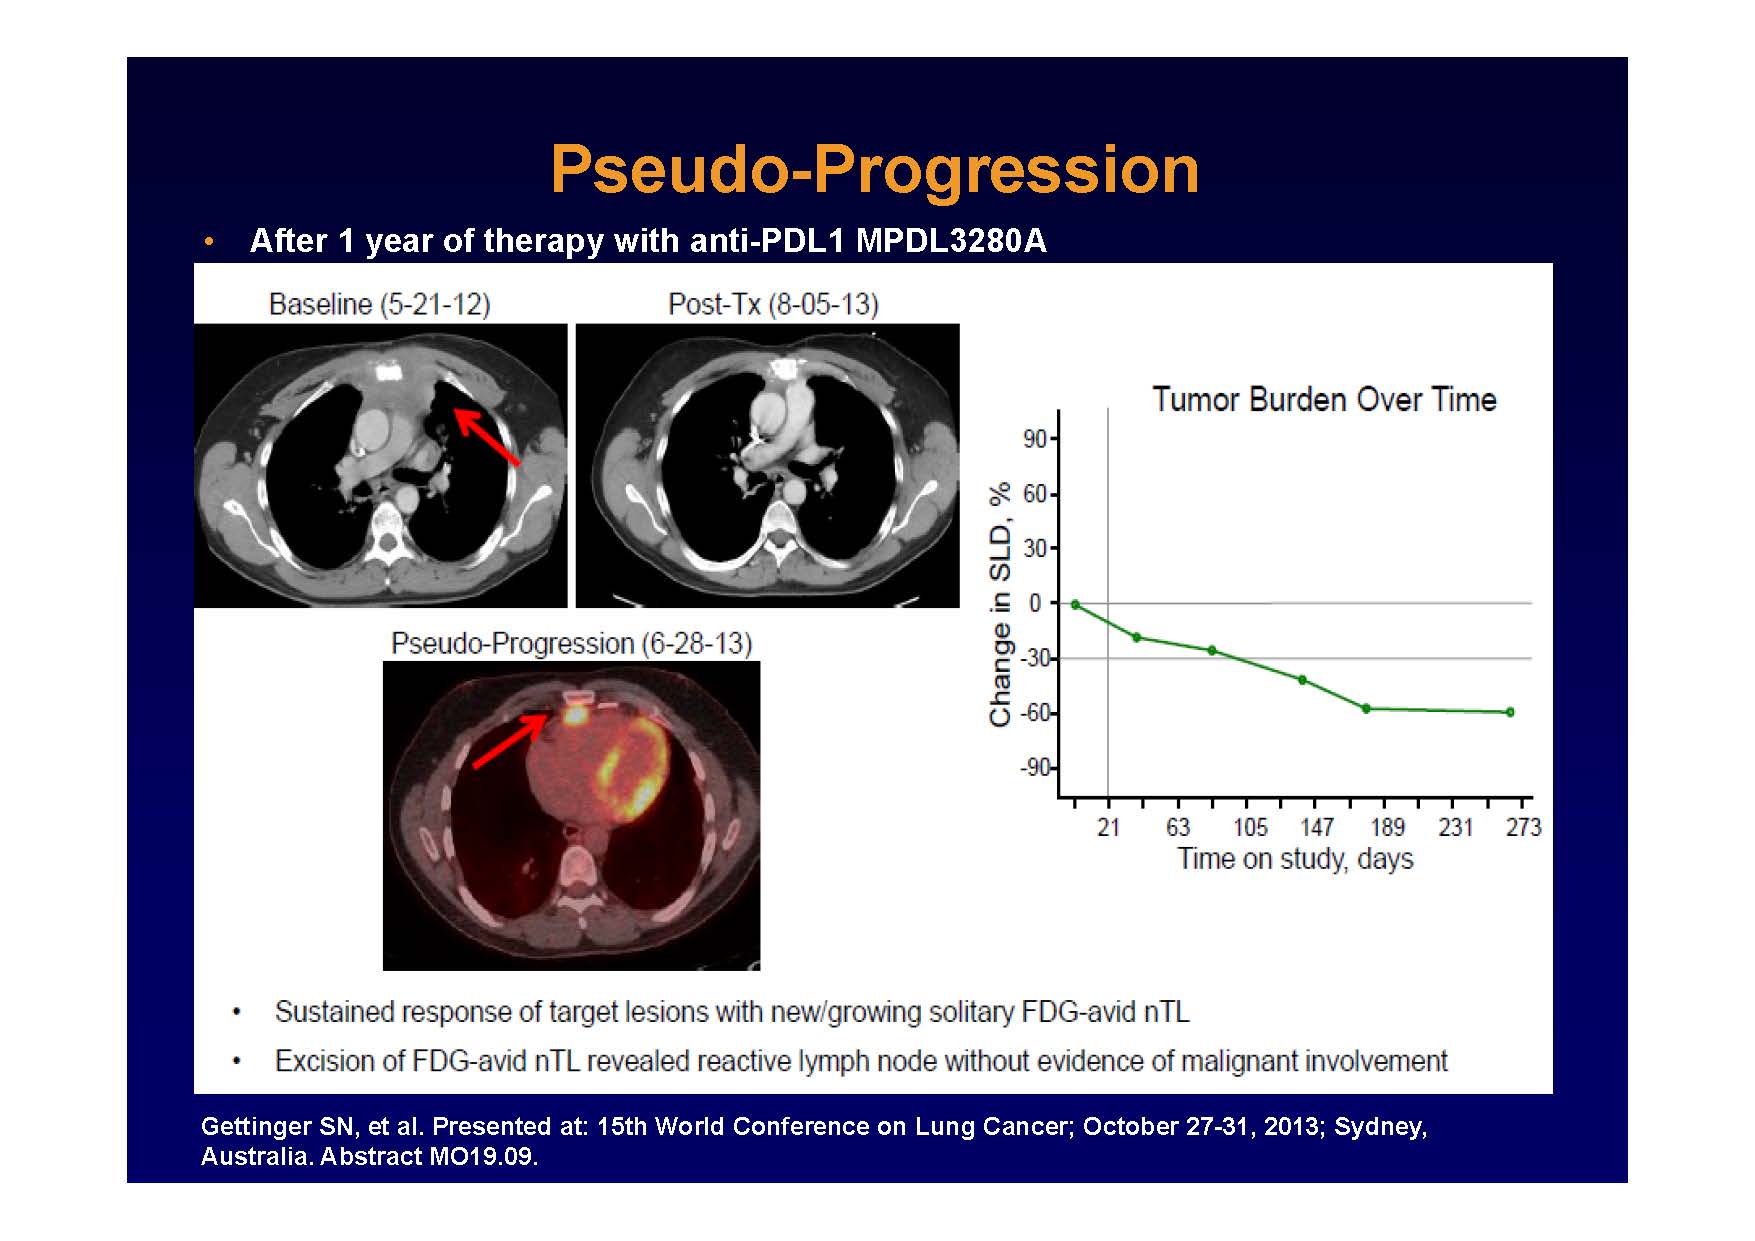 Pseudo-Progression
• After 1 year of therapy with anti-PDL1 MPDL3280A
Baseline (5-21-12)
Post-Tx (8-05-13)
Pseudo-Progression (6-28-13)
Tumor Burden Over Time
Change in SLD, %
90
60
30
0
-30
-60
-90
21 63 105 147 189 231 273
Time on study, days
• Sustained response of target lesions with new/growing solitary FDG-avid nTL
• Excision of FDG-avid nTL revealed reactive lymph node without evidence of malignant involvement
Gettinger SN, et al. Presented at: 15th World Conference on Lung Cancer; October 27-31, 2013; Sydney,
Australia. Abstract MO19.09.